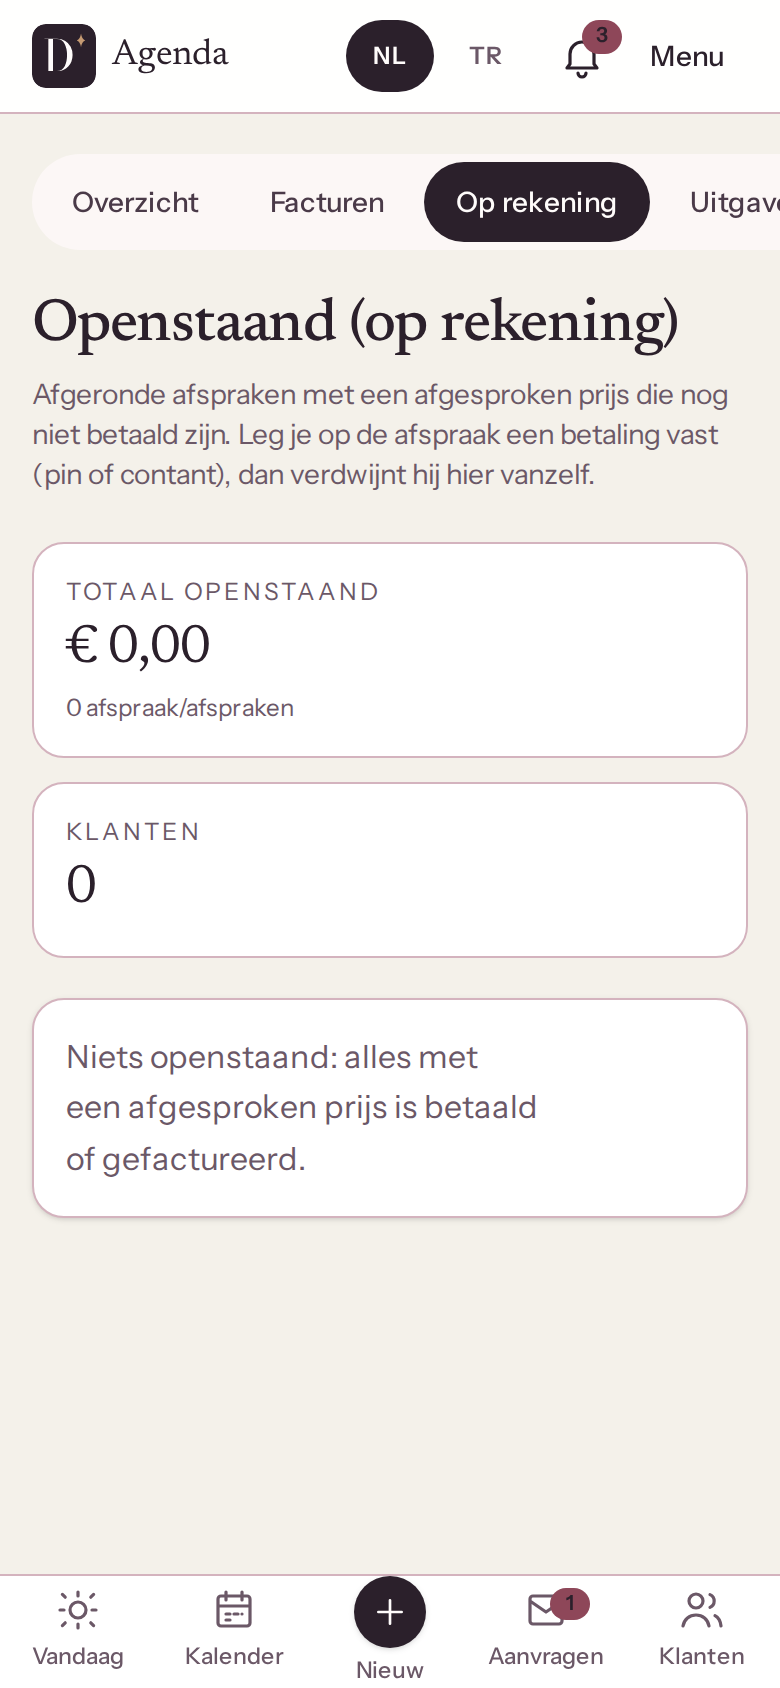 D Agenda NL TR 3 Menu
Overzicht Facturen Op rekening Uitgave
Openstaand (op rekening)
Afgeronde afspraken met een afgesproken prijs die nog
niet betaald zijn. Leg je op de afspraak een betaling vast
(pin of contant), dan verdwijnt hij hier vanzelf.
TOTAAL OPENSTAAND
€ 0,00
0 afspraak/afspraken
KLANTEN
0
Niets openstaand: alles met
een afgesproken prijs is betaald
of gefactureerd.
1
Vandaag Kalender Nieuw Aanvragen Klanten